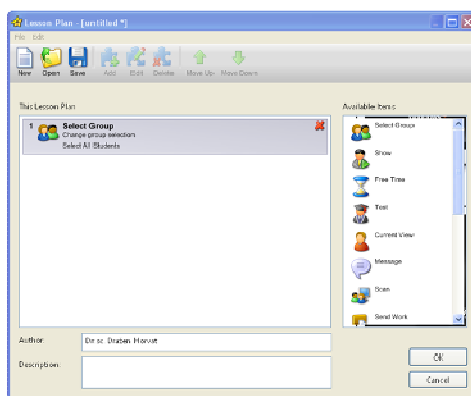 Lesson Plan - [untitled *]
File Edit
New Open Save Add Edit Delete Move Up Move Down
This Lesson Plan
Available Items
1 Select Group
Change group selection
Select All Students
Select Group
Show
Free Time
Text
Current View
Message
Scan
Send Work
Author:
Description:
OK
Cancel